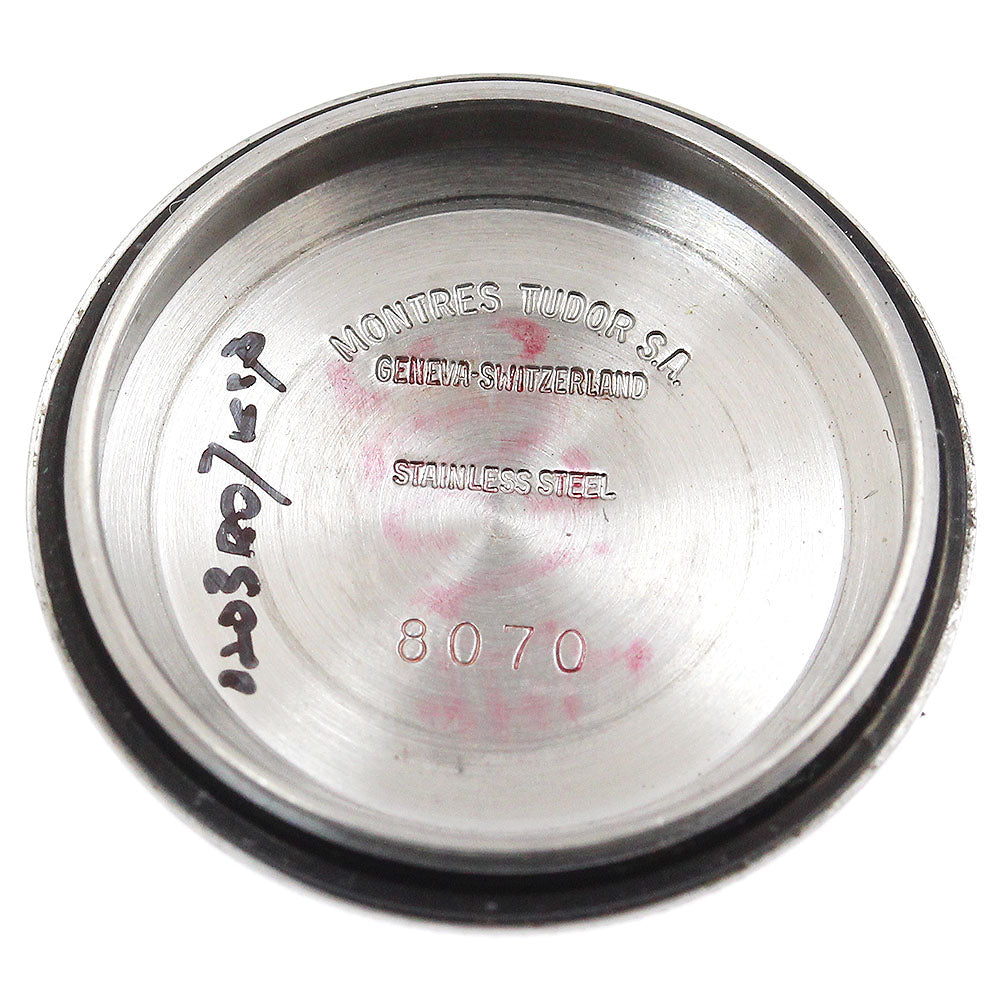 MONTRES TUDOR S.A.
GENEVA-SWITZERLAND
STAINLESS STEEL
8070